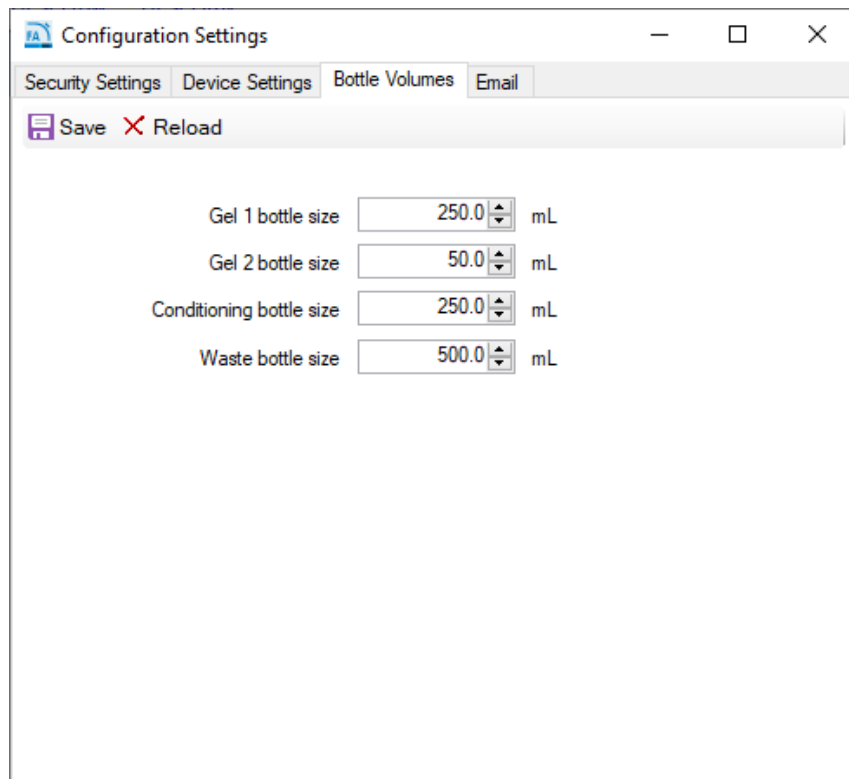 FA Configuration Settings
Security Settings Device Settings Bottle Volumes Email
Save Reload
Gel 1 bottle size 250.0 mL
Gel 2 bottle size 50.0 mL
Conditioning bottle size 250.0 mL
Waste bottle size 500.0 mL